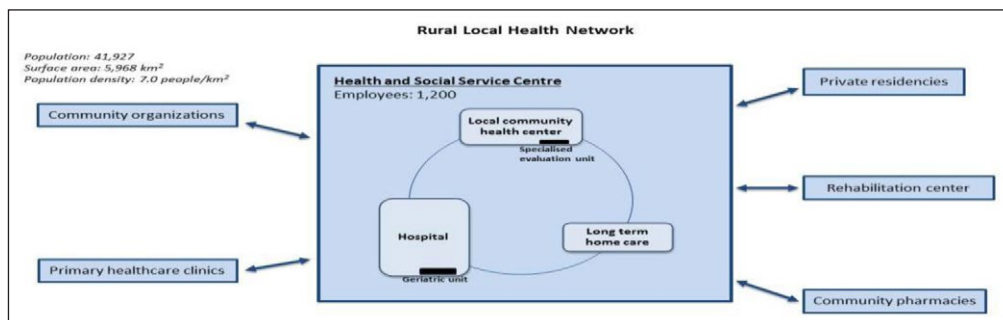 Rural Local Health Network
Population: 41,927
Surface area: 5,968 km²
Population density: 7.0 people/km²
Health and Social Service Centre
Employees: 1,200
Local community
health center
Specialised
evaluation unit
Hospital
Geriatric unit
Long term
home care
Community organizations
Primary healthcare clinics
Private residencies
Rehabilitation center
Community pharmacies